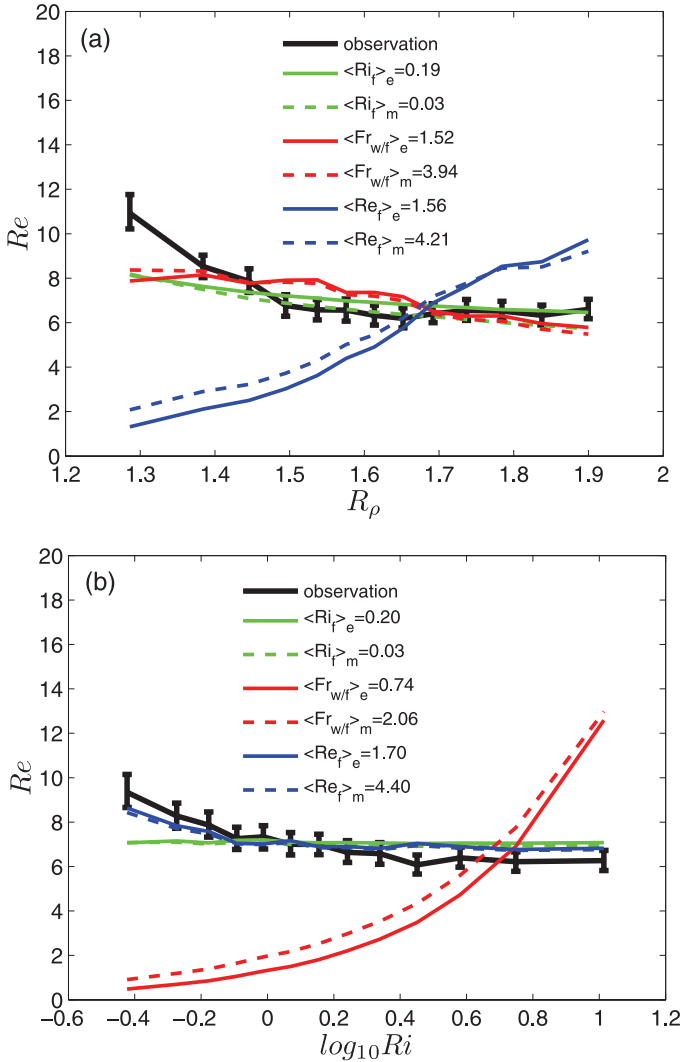 (a)
observation
<Ri_f>_e=0.19
<Ri_f>_m=0.03
<Fr_w/f>_e=1.52
<Fr_w/f>_m=3.94
<Re_f>_e=1.56
<Re_f>_m=4.21
Re
20
18
16
14
12
10
8
6
4
2
0
1.2 1.3 1.4 1.5 1.6 1.7 1.8 1.9 2
R_ρ
(b)
observation
<Ri_f>_e=0.20
<Ri_f>_m=0.03
<Fr_w/f>_e=0.74
<Fr_w/f>_m=2.06
<Re_f>_e=1.70
<Re_f>_m=4.40
Re
20
18
16
14
12
10
8
6
4
2
0
−0.6 −0.4 −0.2 0 0.2 0.4 0.6 0.8 1 1.2
log_10 Ri